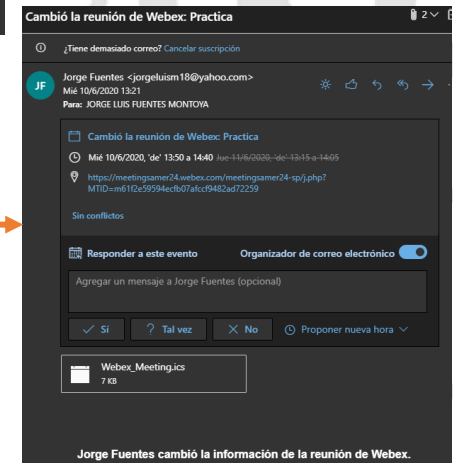 Cambió la reunión de Webex: Practica
2
¿Tiene demasiado correo? Cancelar suscripción
JF
Jorge Fuentes <jorgeluism18@yahoo.com>
Mié 10/6/2020 13:21
Para: JORGE LUIS FUENTES MONTOYA
Cambió la reunión de Webex: Practica
Mié 10/6/2020, 'de' 13:50 a 14:40 Jue 11/6/2020, 'de' 13:15 a 14:05
https://meetingsamer24.webex.com/meetingsamer24-sp/j.php?
MTID=m61f2e59594ecfb07afccf9482ad72259
Sin conflictos
Responder a este evento Organizador de correo electrónico
Agregar un mensaje a Jorge Fuentes (opcional)
Sí ? Tal vez No Proponer nueva hora
Webex_Meeting.ics
7 KB
Jorge Fuentes cambió la información de la reunión de Webex.